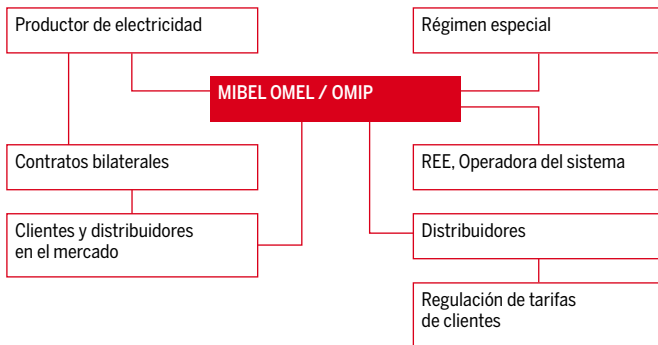 Productor de electricidad
Régimen especial
MIBEL OMEL / OMIP
Contratos bilaterales
REE, Operadora del sistema
Clientes y distribuidores
en el mercado
Distribuidores
Regulación de tarifas
de clientes